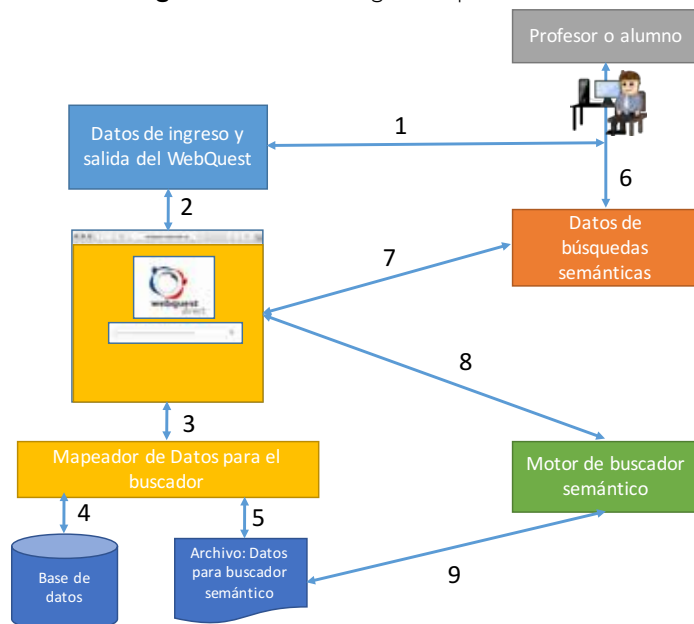 Profesor o alumno
Datos de ingreso y
salida del WebQuest
1
2
6
Datos de
búsquedas
semánticas
7
webquest
direct
8
3
Mapeador de Datos para el
buscador
Motor de buscador
semántico
4
5
Base de
datos
Archivo: Datos
para buscador
semántico
9